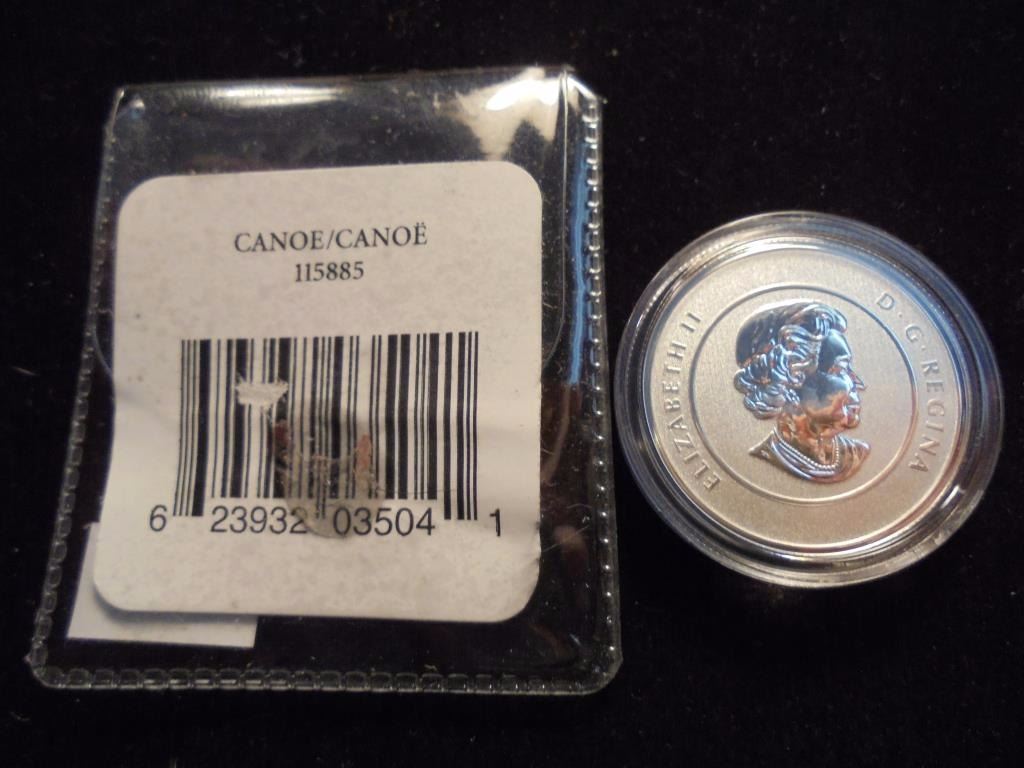 CANOE/CANOË
115885
6 23932 03504 1
ELIZABETH II D · G · REGINA